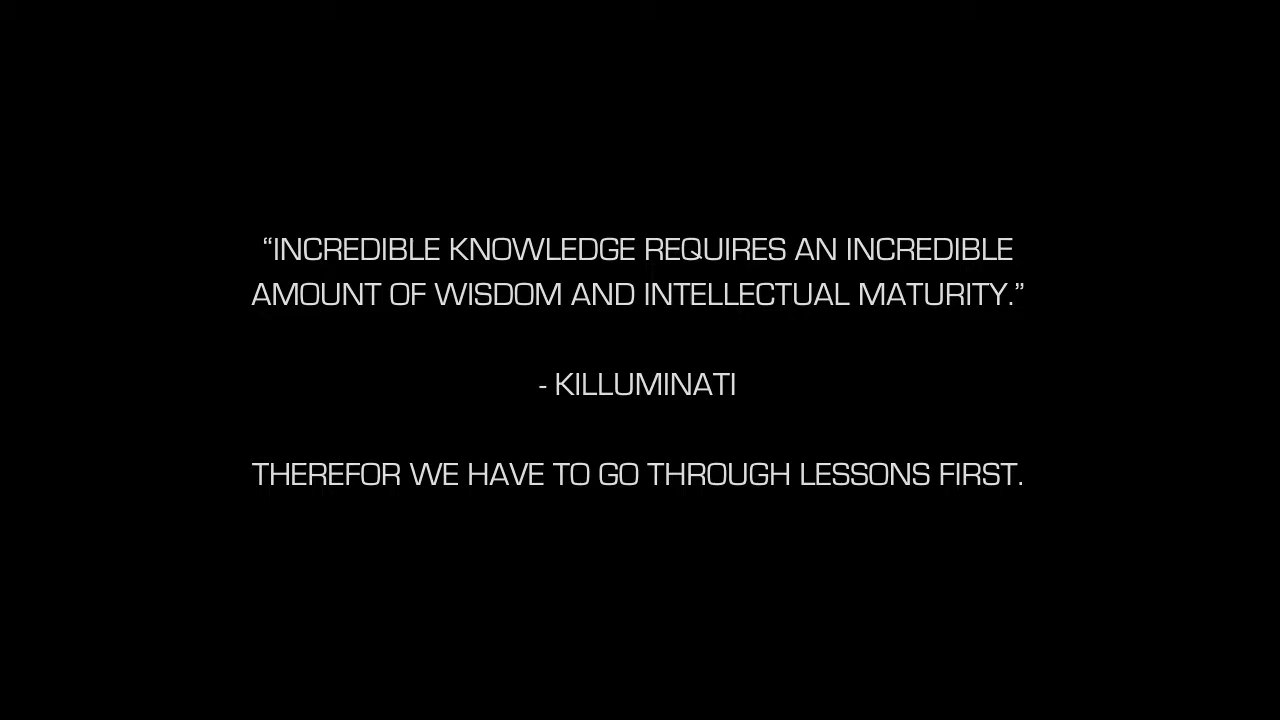 “INCREDIBLE KNOWLEDGE REQUIRES AN INCREDIBLE
AMOUNT OF WISDOM AND INTELLECTUAL MATURITY.”
- KILLUMINATI
THEREFOR WE HAVE TO GO THROUGH LESSONS FIRST.